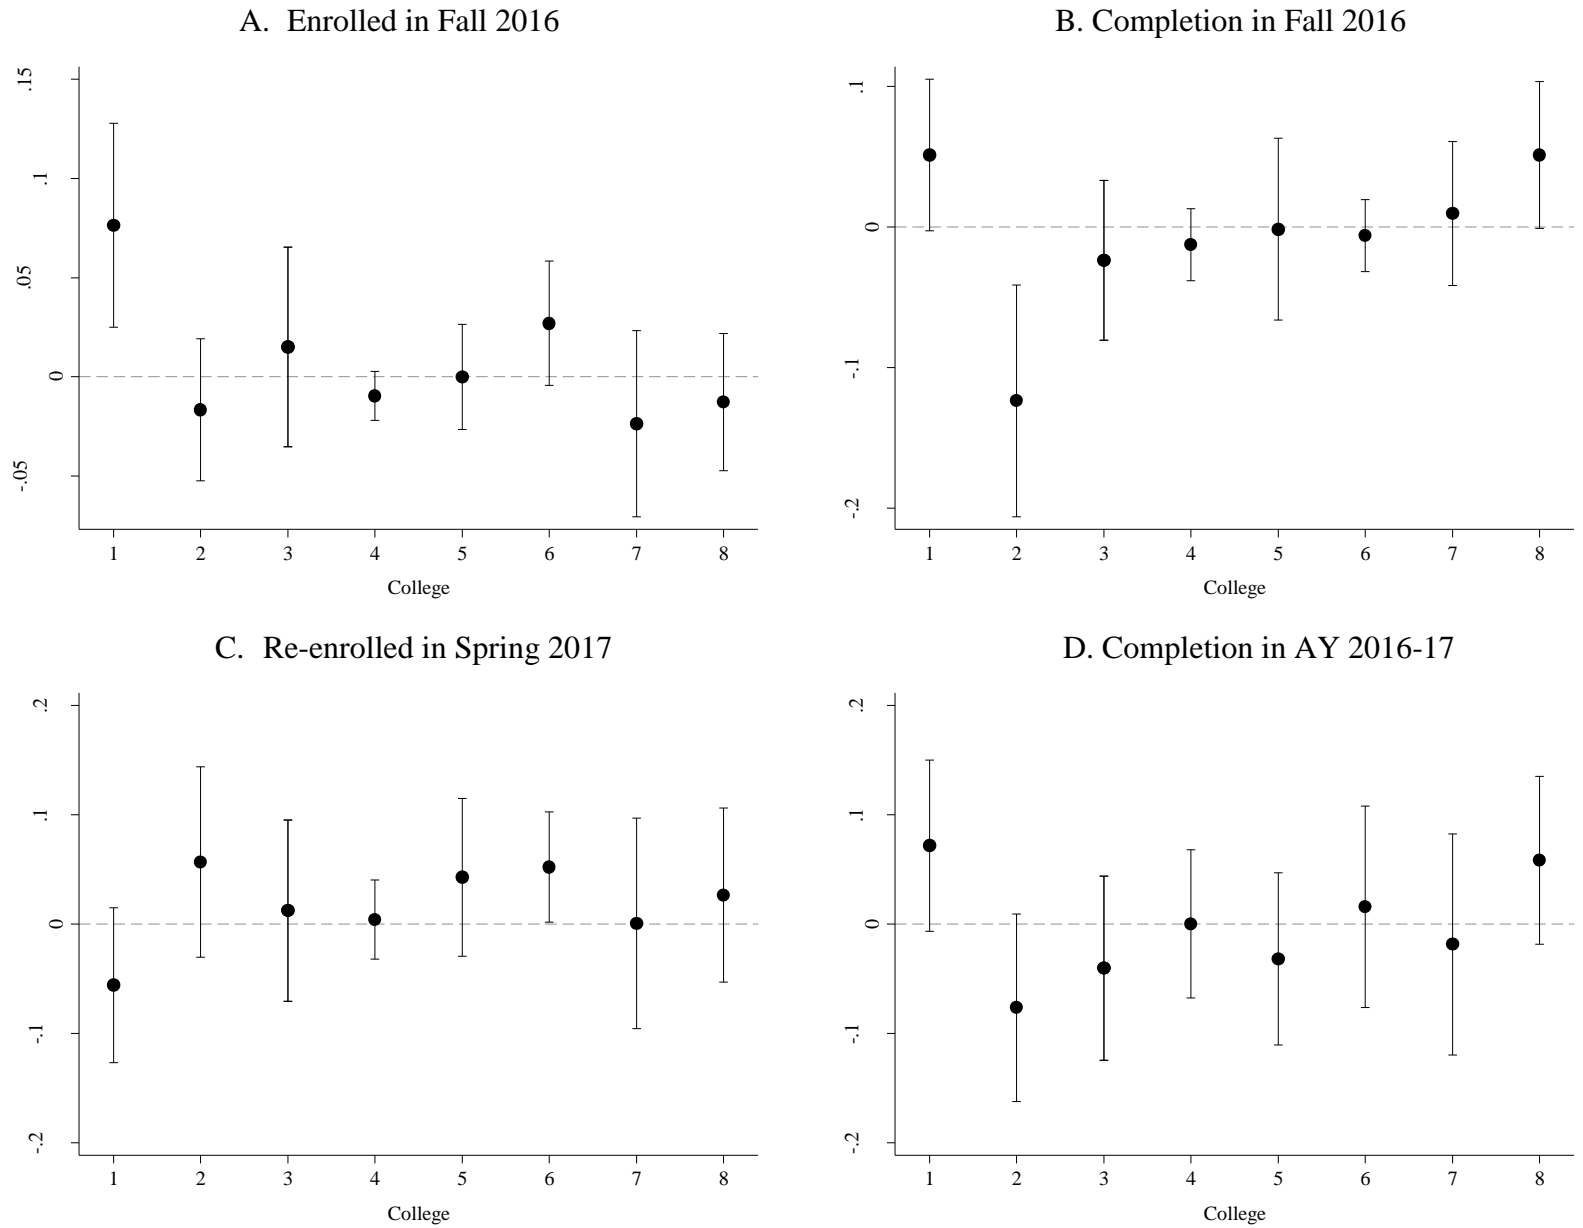 A. Enrolled in Fall 2016
.15
.1
.05
0
-.05
1 2 3 4 5 6 7 8
College
B. Completion in Fall 2016
.1
0
-.1
-.2
1 2 3 4 5 6 7 8
College
C. Re-enrolled in Spring 2017
.2
.1
0
-.1
-.2
1 2 3 4 5 6 7 8
College
D. Completion in AY 2016-17
.2
.1
0
-.1
-.2
1 2 3 4 5 6 7 8
College